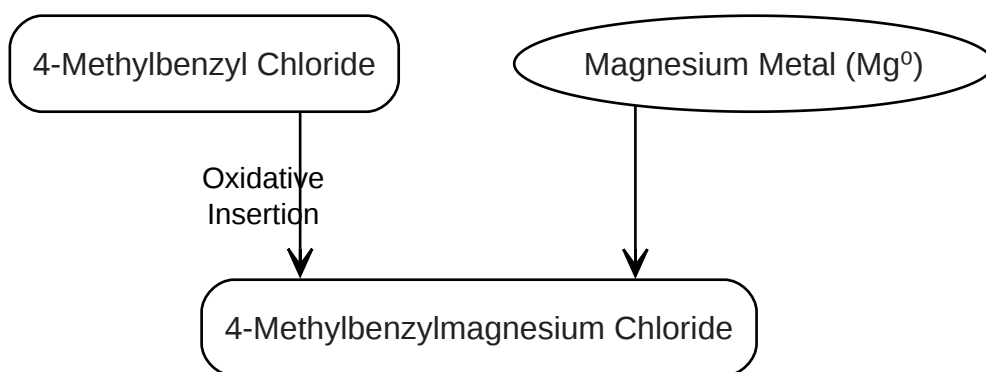 4-Methylbenzyl Chloride
Magnesium Metal (Mg⁰)
Oxidative
Insertion
4-Methylbenzylmagnesium Chloride